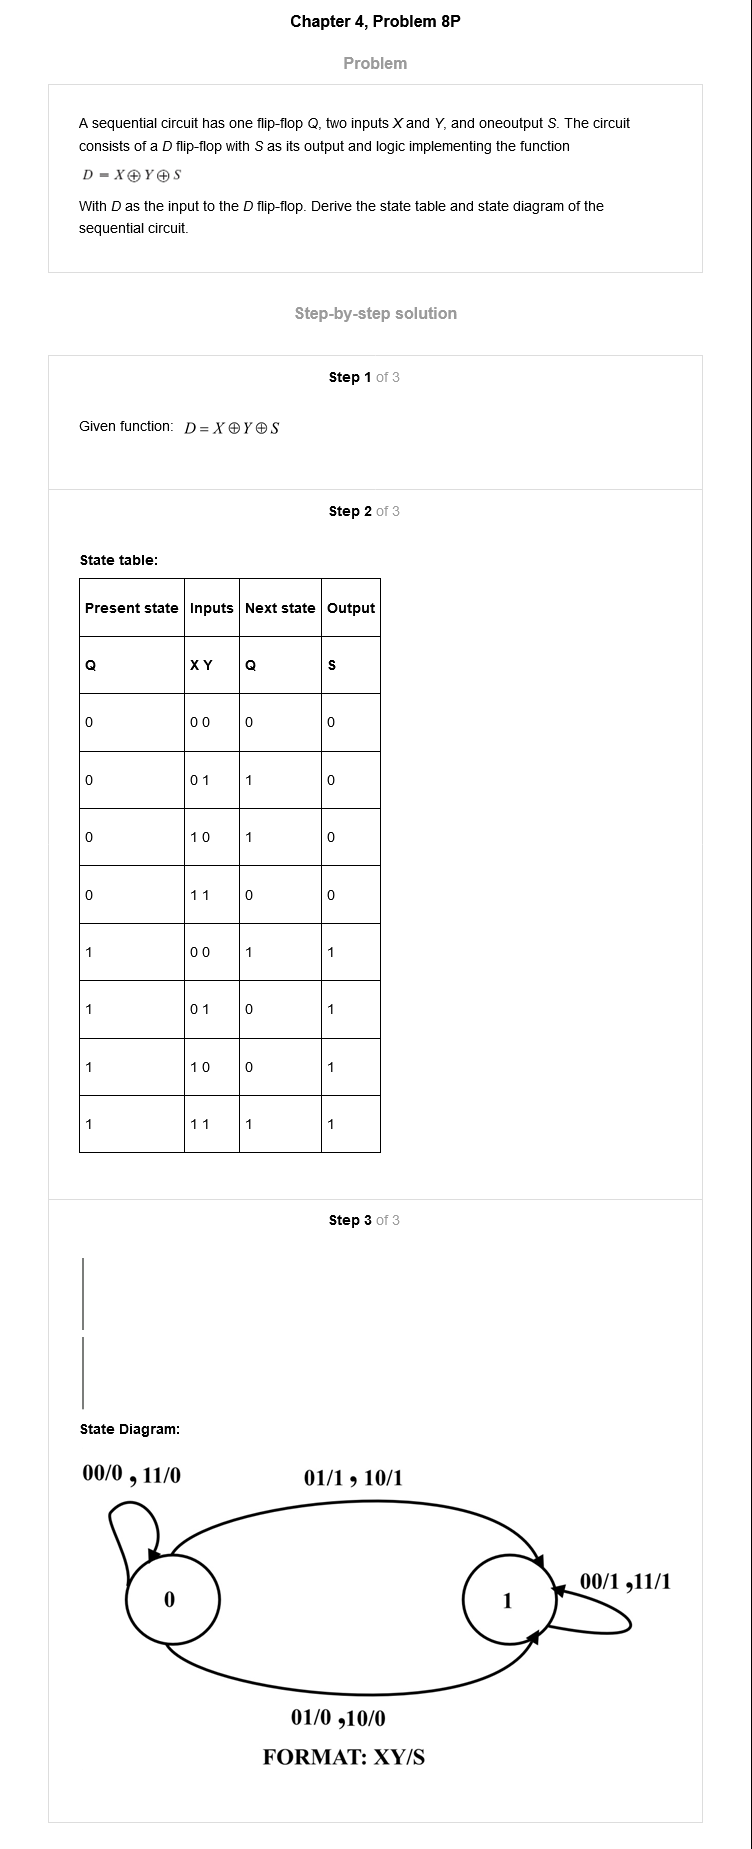 Chapter 4, Problem 8P
Problem
A sequential circuit has one flip-flop Q, two inputs X and Y, and oneoutput S. The circuit
consists of a D flip-flop with S as its output and logic implementing the function
D = X⊕Y⊕S
With D as the input to the D flip-flop. Derive the state table and state diagram of the
sequential circuit.
Step-by-step solution
Step 1 of 3
Given function: D = X⊕Y⊕S
Step 2 of 3
State table:
Present state Inputs Next state Output
Q X Y Q S
0 0 0 0 0
0 0 1 1 0
0 1 0 1 0
0 1 1 0 0
1 0 0 1 1
1 0 1 0 1
1 1 0 0 1
1 1 1 1 1
Step 3 of 3
State Diagram:
00/0 , 11/0
01/1 , 10/1
00/1 ,11/1
0
1
01/0 ,10/0
FORMAT: XY/S